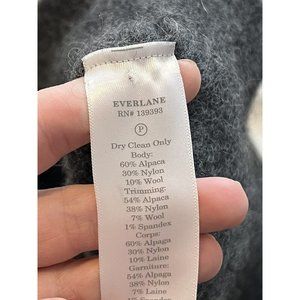 EVERLANE
RN# 139393
P
Dry Clean Only
Body:
60% Alpaca
30% Nylon
10% Wool
Trimming:
54% Alpaca
38% Nylon
7% Wool
1% Spandex
Corps:
60% Alpaga
30% Nylon
10% Laine
Garniture:
54% Alpaga
38% Nylon
7% Laine